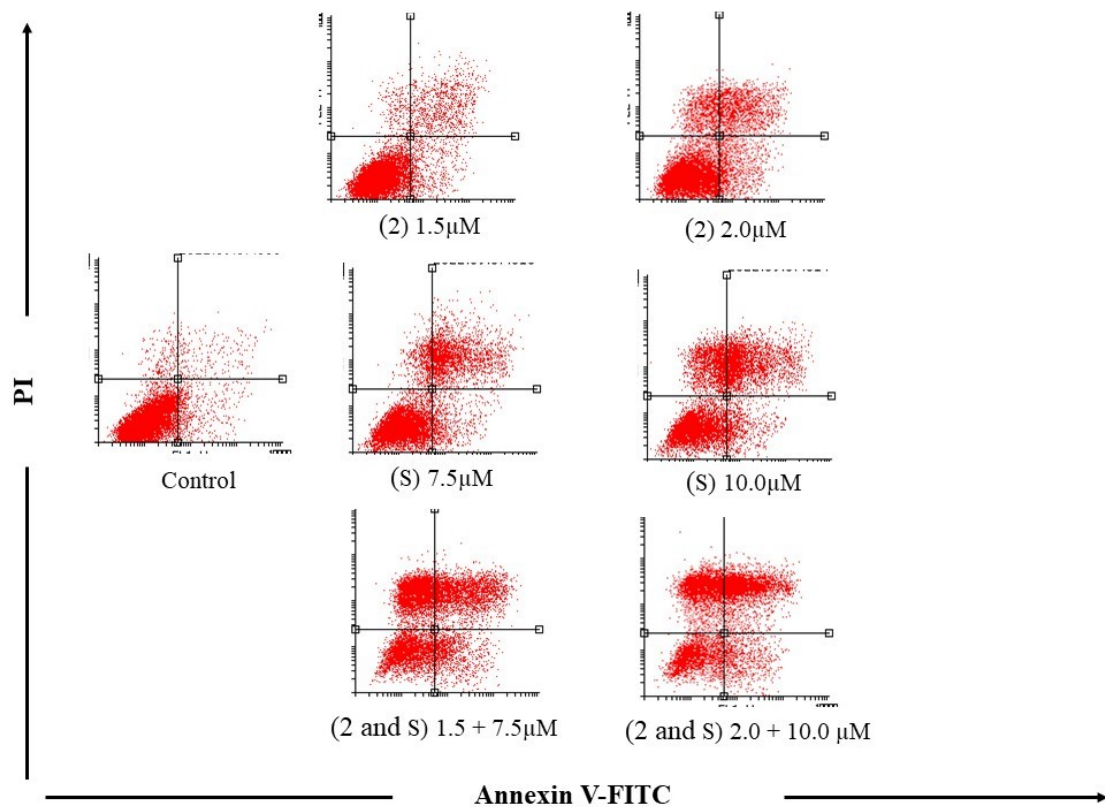 (2) 1.5μM
(2) 2.0μM
PI
Control
(S) 7.5μM
(S) 10.0μM
(2 and S) 1.5 + 7.5μM
(2 and S) 2.0 + 10.0 μM
Annexin V-FITC